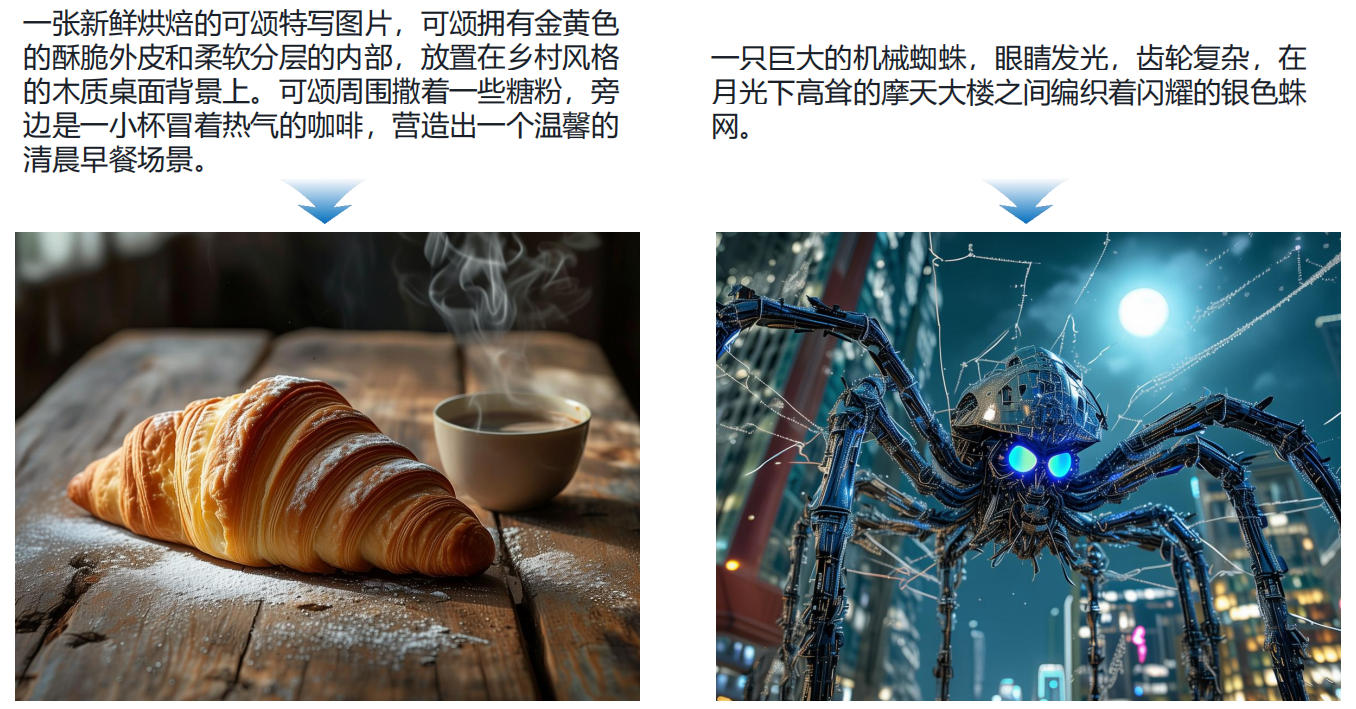 一张新鲜烘焙的可颂特写图片，可颂拥有金黄色
的酥脆外皮和柔软分层的内部，放置在乡村风格
的木质桌面背景上。可颂周围撒着一些糖粉，旁
边是一小杯冒着热气的咖啡，营造出一个温馨的
清晨早餐场景。
一只巨大的机械蜘蛛，眼睛发光，齿轮复杂，在
月光下高耸的摩天大楼之间编织着闪耀的银色蛛
网。